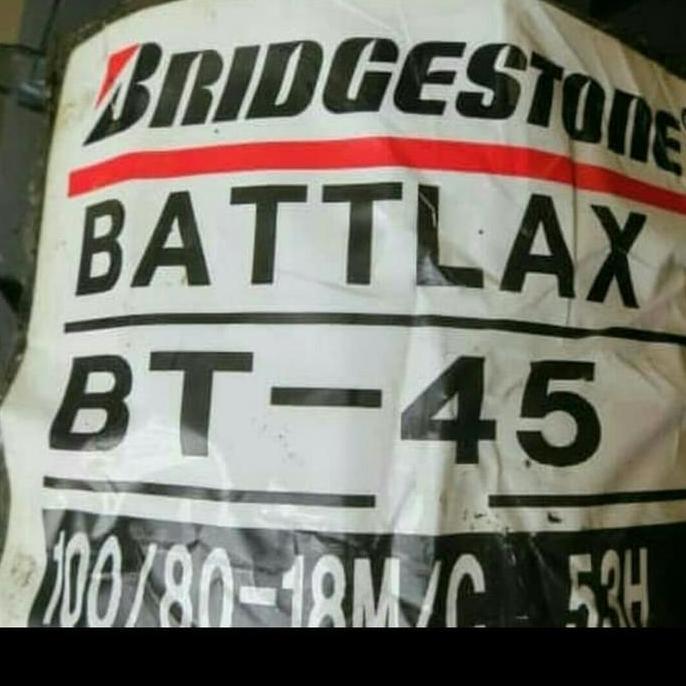 BRIDGESTONE
BATTLAX
BT-45
100/80-18M/C 53H